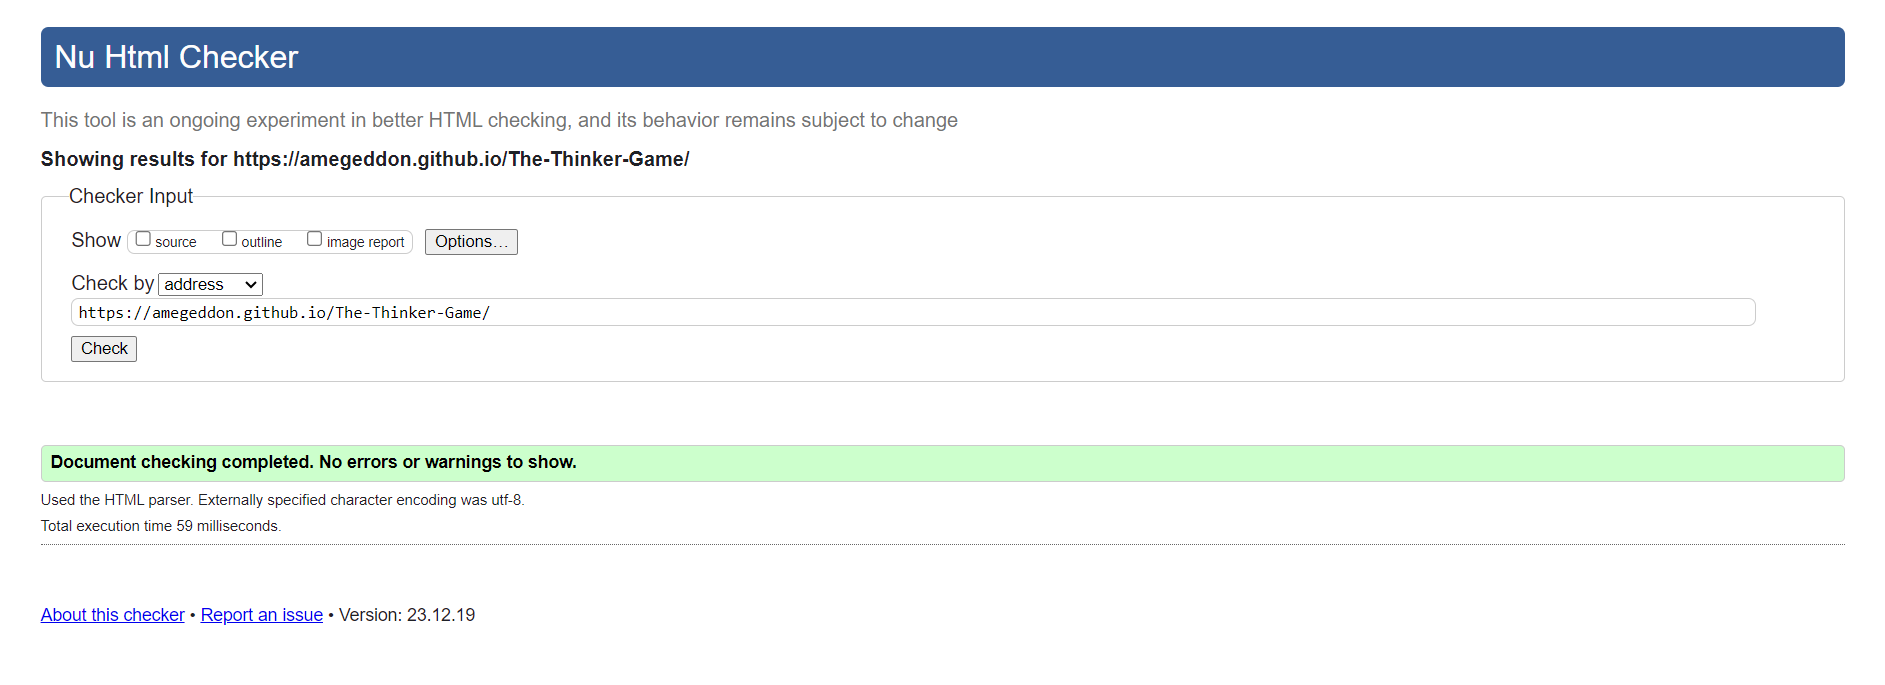 Nu Html Checker
This tool is an ongoing experiment in better HTML checking, and its behavior remains subject to change
Showing results for https://amegeddon.github.io/The-Thinker-Game/
Checker Input
Show source outline image report Options...
Check by address
https://amegeddon.github.io/The-Thinker-Game/
Check
Document checking completed. No errors or warnings to show.
Used the HTML parser. Externally specified character encoding was utf-8.
Total execution time 59 milliseconds.
About this checker • Report an issue • Version: 23.12.19